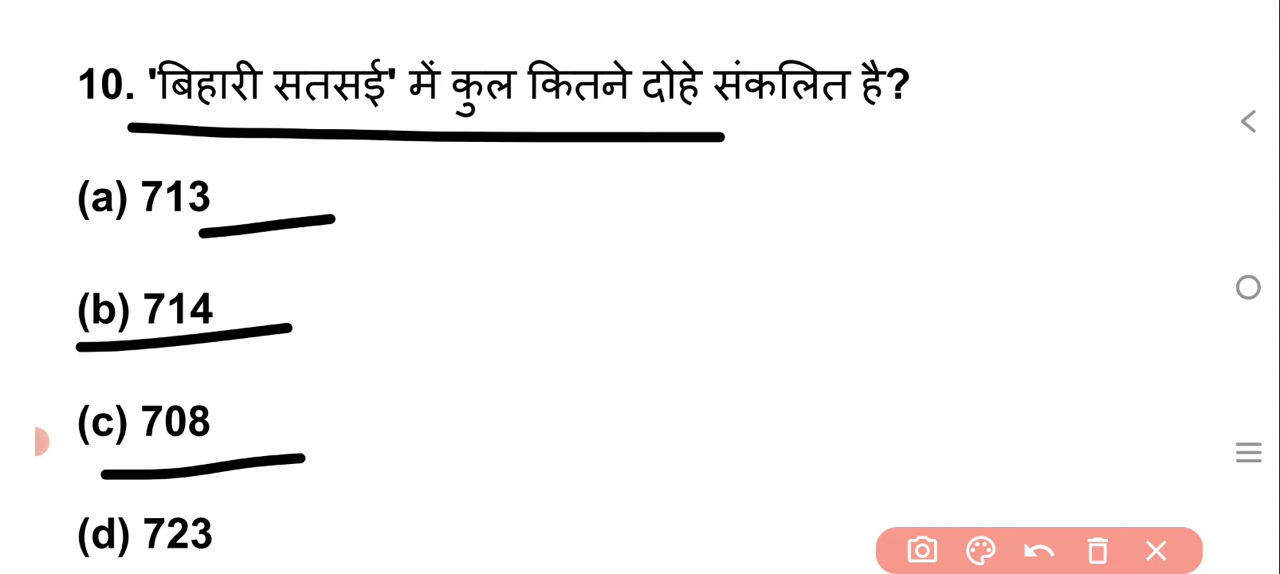 10. 'बिहारी सतसई' में कुल कितने दोहे संकलित है?
(a) 713
(b) 714
(c) 708
(d) 723